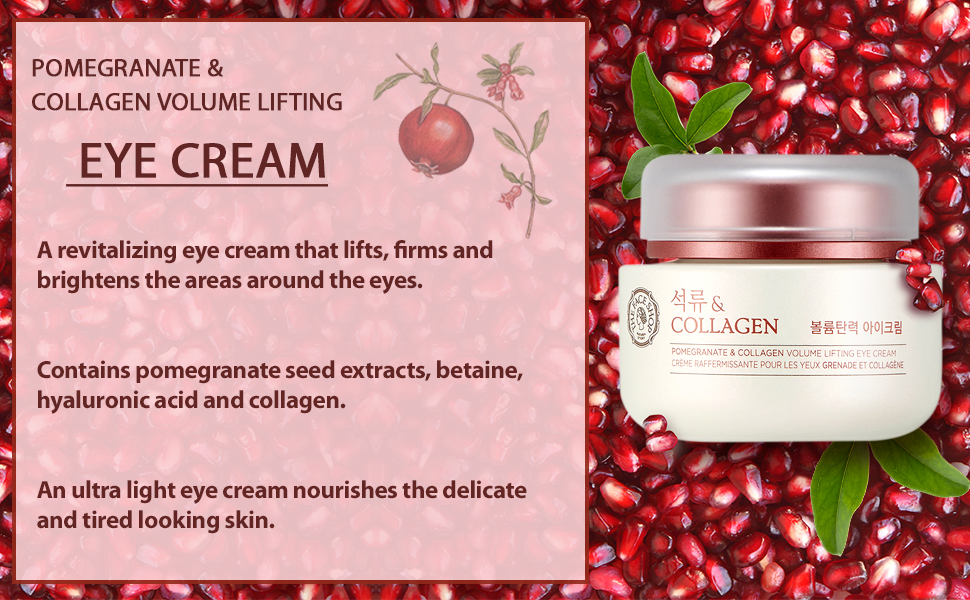 POMEGRANATE &
COLLAGEN VOLUME LIFTING
EYE CREAM
A revitalizing eye cream that lifts, firms and
brightens the areas around the eyes.
Contains pomegranate seed extracts, betaine,
hyaluronic acid and collagen.
An ultra light eye cream nourishes the delicate
and tired looking skin.
THE FACE SHOP
석류 &
COLLAGEN 볼륨탄력 아이크림
POMEGRANATE & COLLAGEN VOLUME LIFTING EYE CREAM
CRÈME RAFFERMISSANTE POUR LES YEUX GRENADE ET COLLAGÈNE